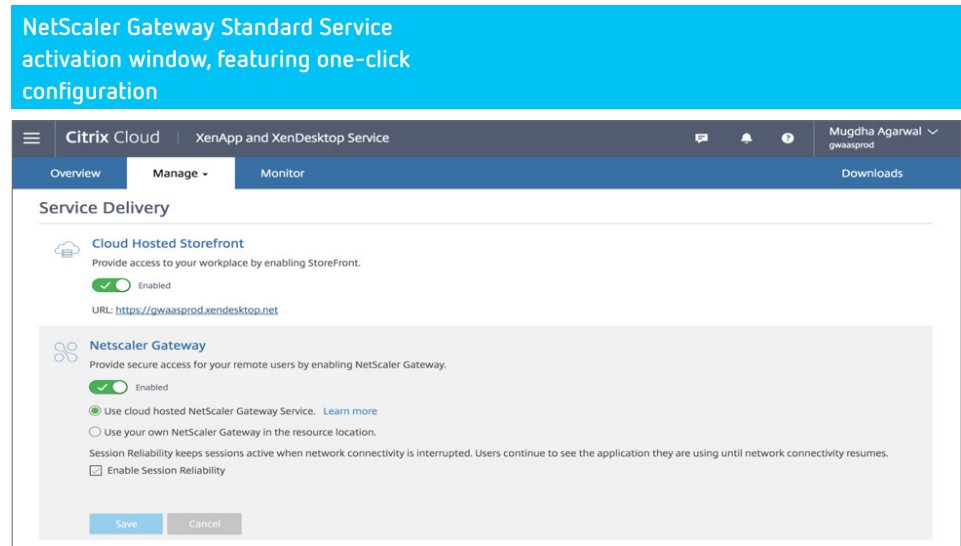 NetScaler Gateway Standard Service
activation window, featuring one-click
configuration
Citrix Cloud | XenApp and XenDesktop Service
Mugdha Agarwal
gwaasprod
Overview Manage Monitor Downloads
Service Delivery
Cloud Hosted Storefront
Provide access to your workplace by enabling StoreFront.
Enabled
URL: https://gwaasprod.xendesktop.net
Netscaler Gateway
Provide secure access for your remote users by enabling NetScaler Gateway.
Enabled
Use cloud hosted NetScaler Gateway Service. Learn more
Use your own NetScaler Gateway in the resource location.
Session Reliability keeps sessions active when network connectivity is interrupted. Users continue to see the application they are using until network connectivity resumes.
Enable Session Reliability
Save Cancel